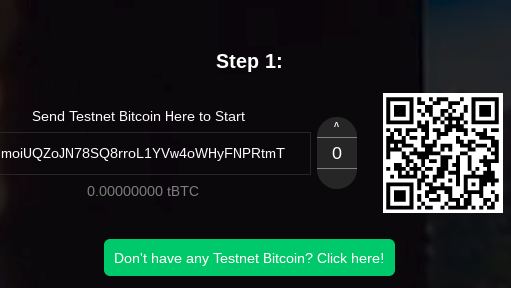 Step 1:
Send Testnet Bitcoin Here to Start
moiUQZoJN78SQ8rroL1YVw4oWHyFNPRtmT
^
0
0.00000000 tBTC
Don't have any Testnet Bitcoin? Click here!